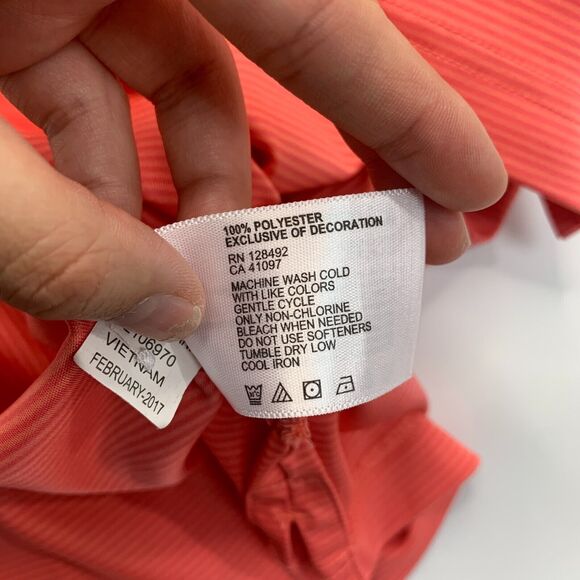 100% POLYESTER
EXCLUSIVE OF DECORATION
RN 128492
CA 41097
MACHINE WASH COLD
WITH LIKE COLORS
GENTLE CYCLE
ONLY NON-CHLORINE
BLEACH WHEN NEEDED
DO NOT USE SOFTENERS
TUMBLE DRY LOW
COOL IRON
106970
VIETNAM
FEBRUARY-2017